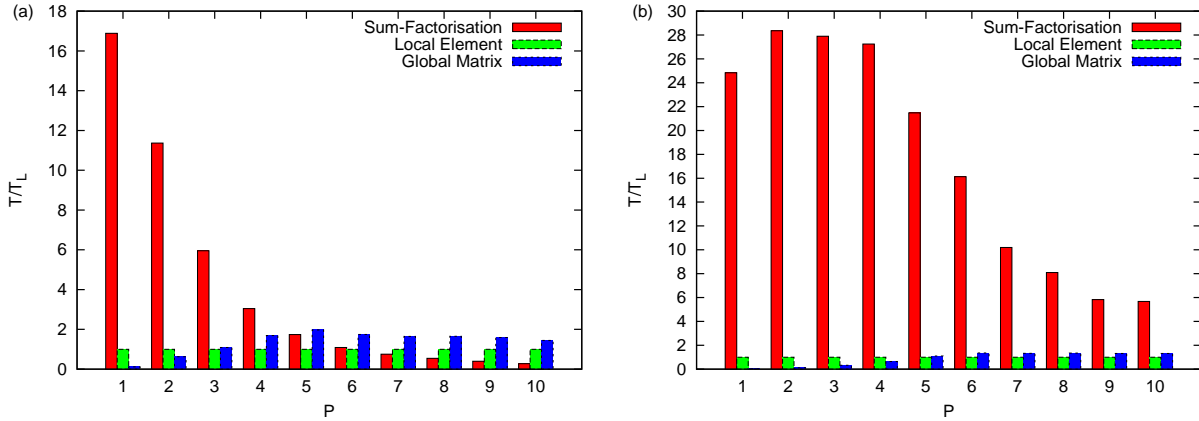 (a)
18
16
14
12
10
8
6
4
2
0
T/T_L
Sum-Factorisation
Local Element
Global Matrix
1 2 3 4 5 6 7 8 9 10
P
(b)
30
28
26
24
22
20
18
16
14
12
10
8
6
4
2
0
T/T_L
Sum-Factorisation
Local Element
Global Matrix
1 2 3 4 5 6 7 8 9 10
P